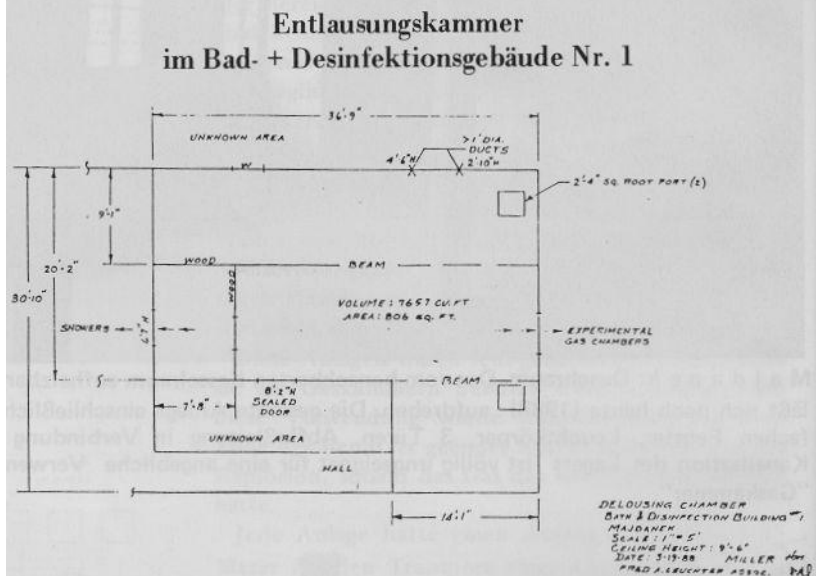 Entlausungskammer
im Bad- + Desinfektionsgebäude Nr. 1
36'-9"
UNKNOWN AREA
>1' DIA.
DUCTS
4'6"H
2'10"H
W
2'-4" SQ. ROOT PORT (2)
9'-1"
20'-2"
30'-10"
WOOD
BEAM
WOOD
VOLUME: 7657 CU.FT
AREA: 806 SQ. FT.
SHOWERS
6'7"H
EXPERIMENTAL
GAS CHAMBERS
BEAM
7'-8"
8'-2"H
SEALED
DOOR
UNKNOWN AREA
HALL
14'-1"
DELOUSING CHAMBER
BATH & DISINFECTION BUILDING #1
MAJDANEK
SCALE: 1" = 5'
CEILING HEIGHT: 9'-6"
DATE: 3-19-88 MILLER
FRED A. LEUCHTER ASSOC.